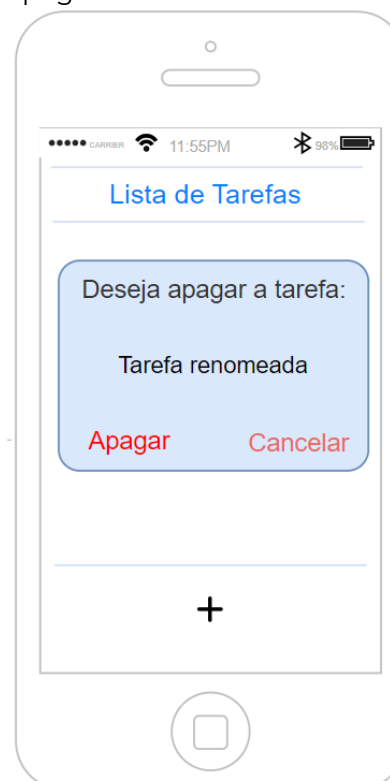 CARRIER 11:55PM 98%
Lista de Tarefas
Deseja apagar a tarefa:
Tarefa renomeada
Apagar Cancelar
+